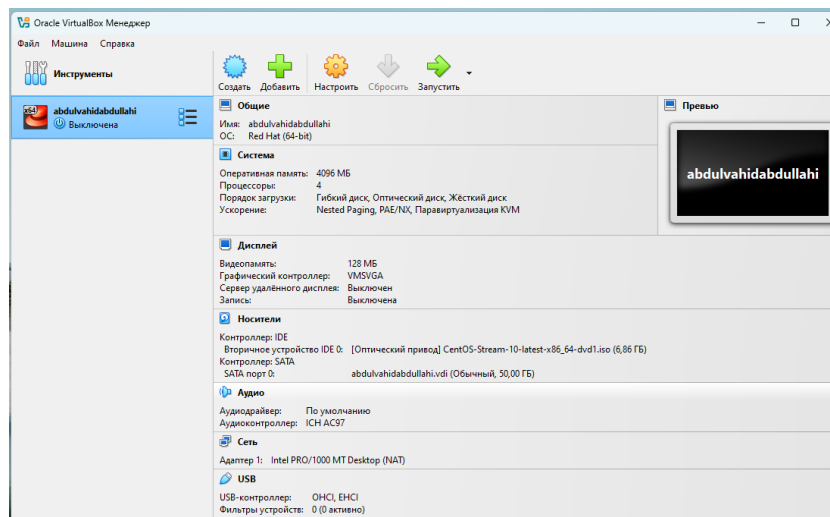 Oracle VirtualBox Менеджер
Файл Машина Справка
Инструменты
Создать Добавить Настроить Сбросить Запустить
x64
abdulvahidabdullahi
Выключена
Общие
Имя: abdulvahidabdullahi
ОС: Red Hat (64-bit)
Превью
abdulvahidabdullahi
Система
Оперативная память: 4096 МБ
Процессоры: 4
Порядок загрузки: Гибкий диск, Оптический диск, Жёсткий диск
Ускорение: Nested Paging, PAE/NX, Паравиртуализация KVM
Дисплей
Видеопамять: 128 МБ
Графический контроллер: VMSVGA
Сервер удалённого дисплея: Выключен
Запись: Выключена
Носители
Контроллер: IDE
Вторичное устройство IDE 0: [Оптический привод] CentOS-Stream-10-latest-x86_64-dvd1.iso (6,86 ГБ)
Контроллер: SATA
SATA порт 0: abdulvahidabdullahi.vdi (Обычный, 50,00 ГБ)
Аудио
Аудиодрайвер: По умолчанию
Аудиоконтроллер: ICH AC97
Сеть
Адаптер 1: Intel PRO/1000 MT Desktop (NAT)
USB
USB-контроллер: OHCI, EHCI
Фильтры устройств: 0 (0 активно)